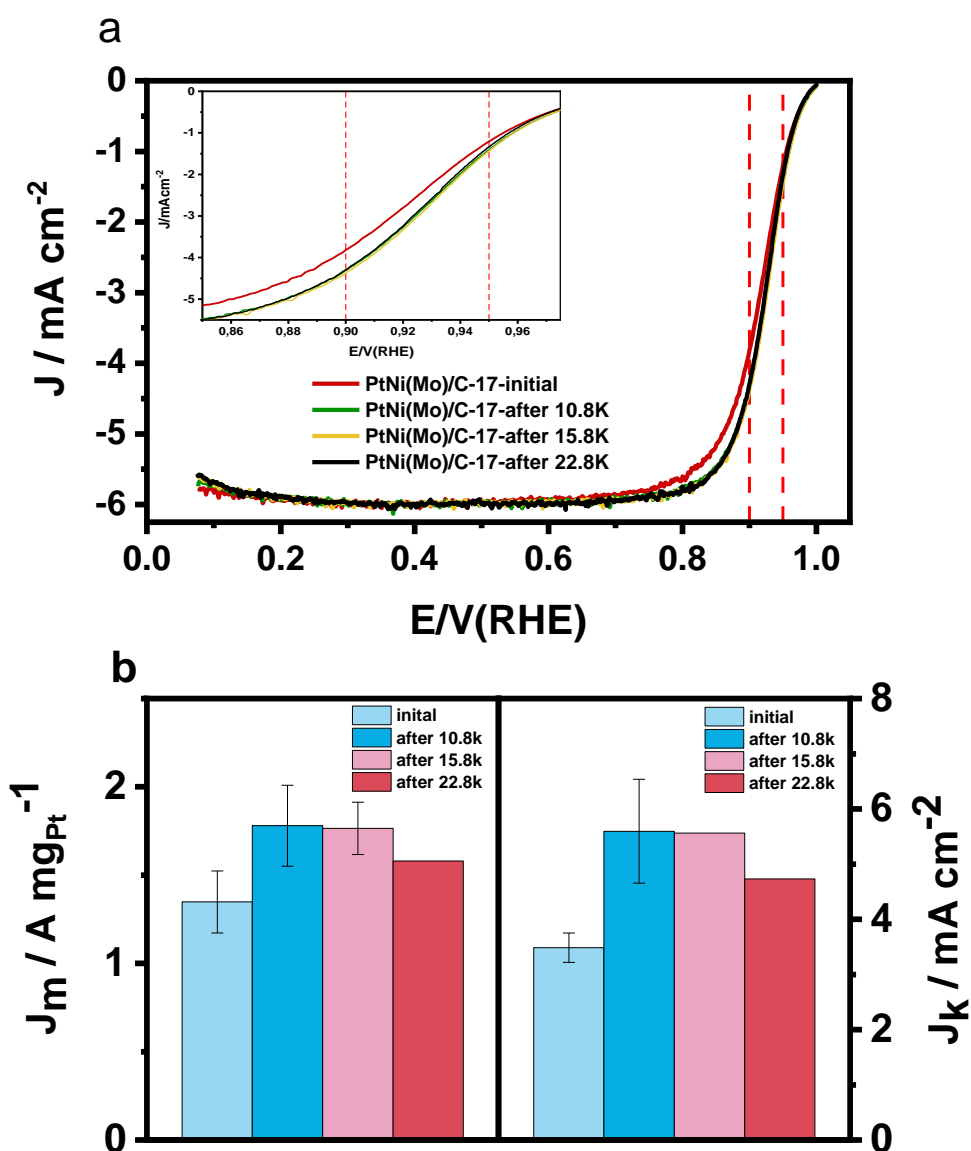 a
0
-1
-2
-3
-4
-5
-6
J / mA cm-2
0.0 0.2 0.4 0.6 0.8 1.0
E/V(RHE)
0
-1
-2
-3
-4
-5
J/mAcm-2
0,86 0,88 0,90 0,92 0,94 0,96
E/V(RHE)
PtNi(Mo)/C-17-initial
PtNi(Mo)/C-17-after 10.8K
PtNi(Mo)/C-17-after 15.8K
PtNi(Mo)/C-17-after 22.8K
b
2
1
0
Jm / A mgPt-1
inital
after 10.8k
after 15.8k
after 22.8k
initial
after 10.8k
after 15.8k
after 22.8k
8
6
4
2
0
Jk / mA cm-2